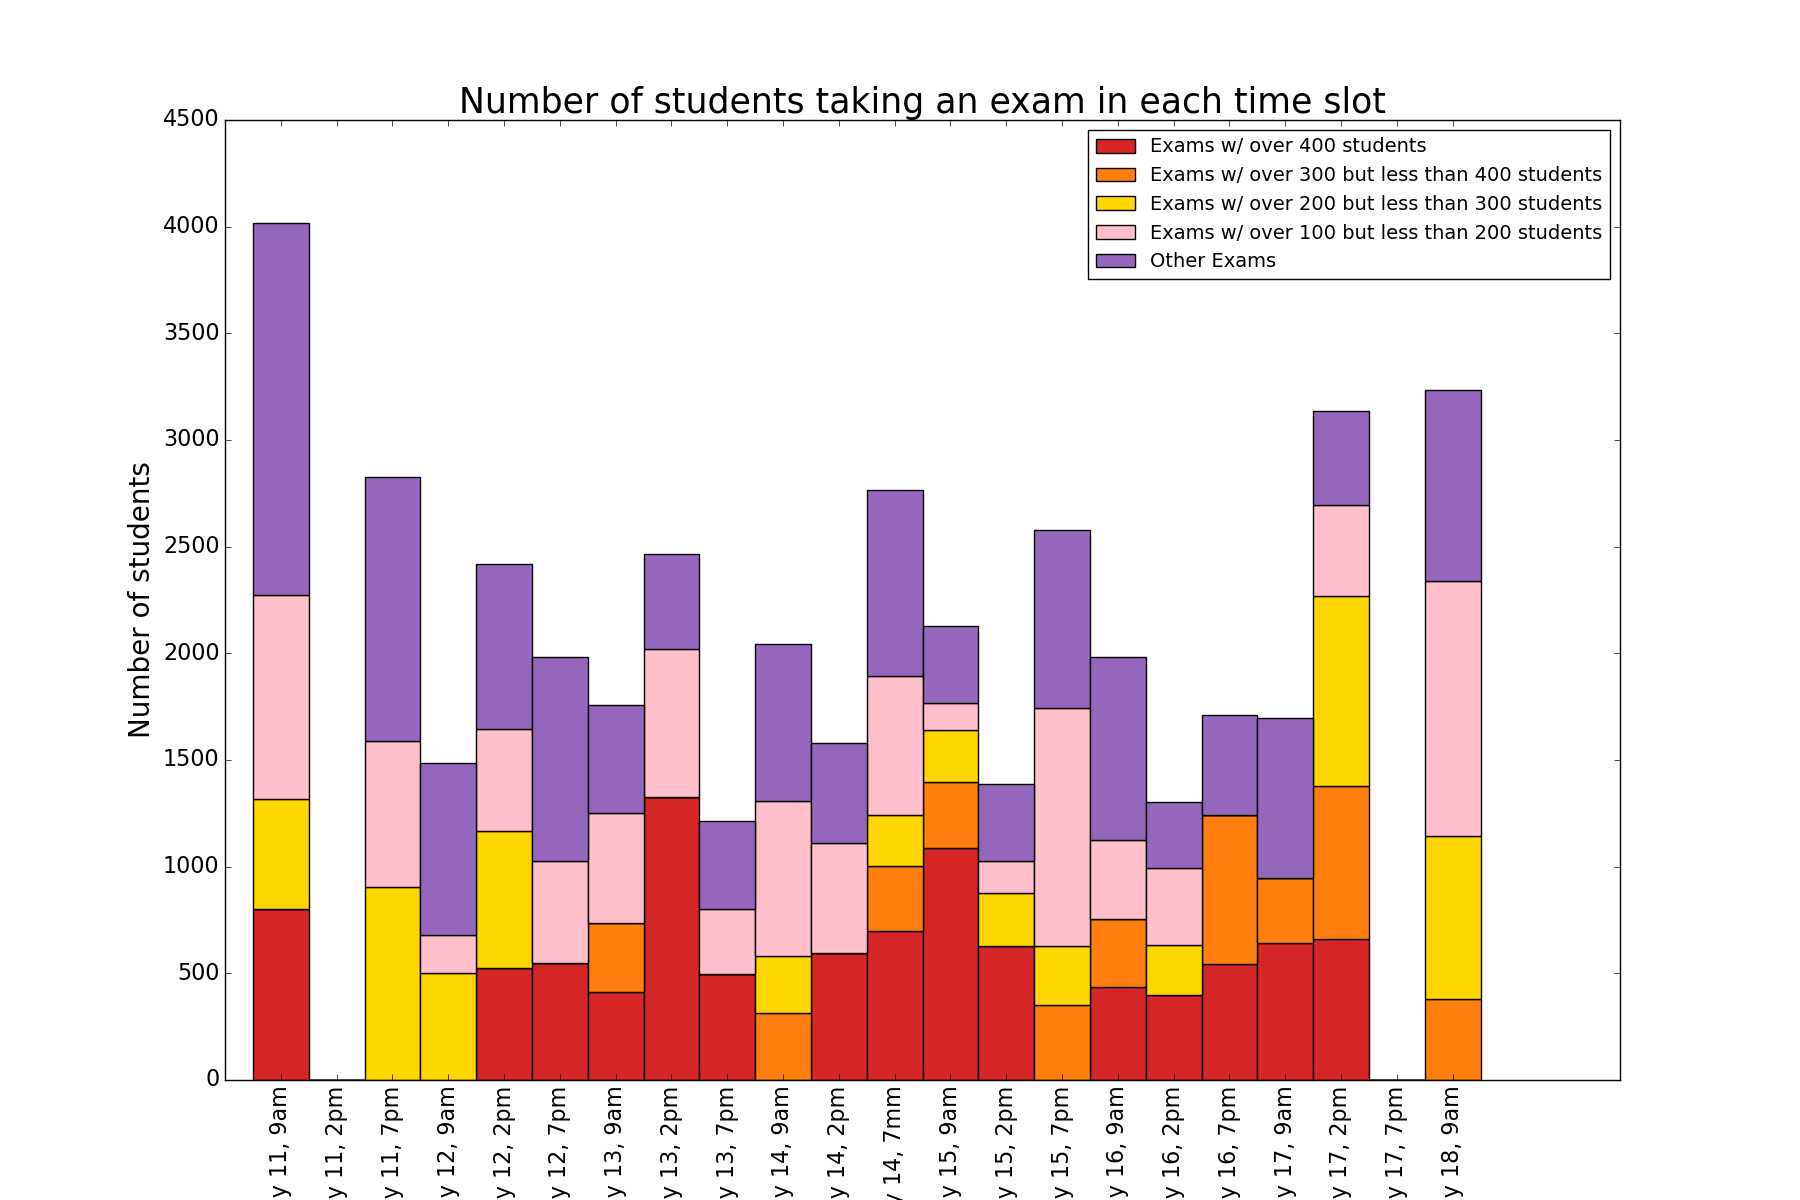 Number of students taking an exam in each time slot
Number of students
4500
4000
3500
3000
2500
2000
1500
1000
500
0
Exams w/ over 400 students
Exams w/ over 300 but less than 400 students
Exams w/ over 200 but less than 300 students
Exams w/ over 100 but less than 200 students
Other Exams
y 11, 9am
y 11, 2pm
y 11, 7pm
y 12, 9am
y 12, 2pm
y 12, 7pm
y 13, 9am
y 13, 2pm
y 13, 7pm
y 14, 9am
y 14, 2pm
y 14, 7mm
y 15, 9am
y 15, 2pm
y 15, 7pm
y 16, 9am
y 16, 2pm
y 16, 7pm
y 17, 9am
y 17, 2pm
y 17, 7pm
y 18, 9am